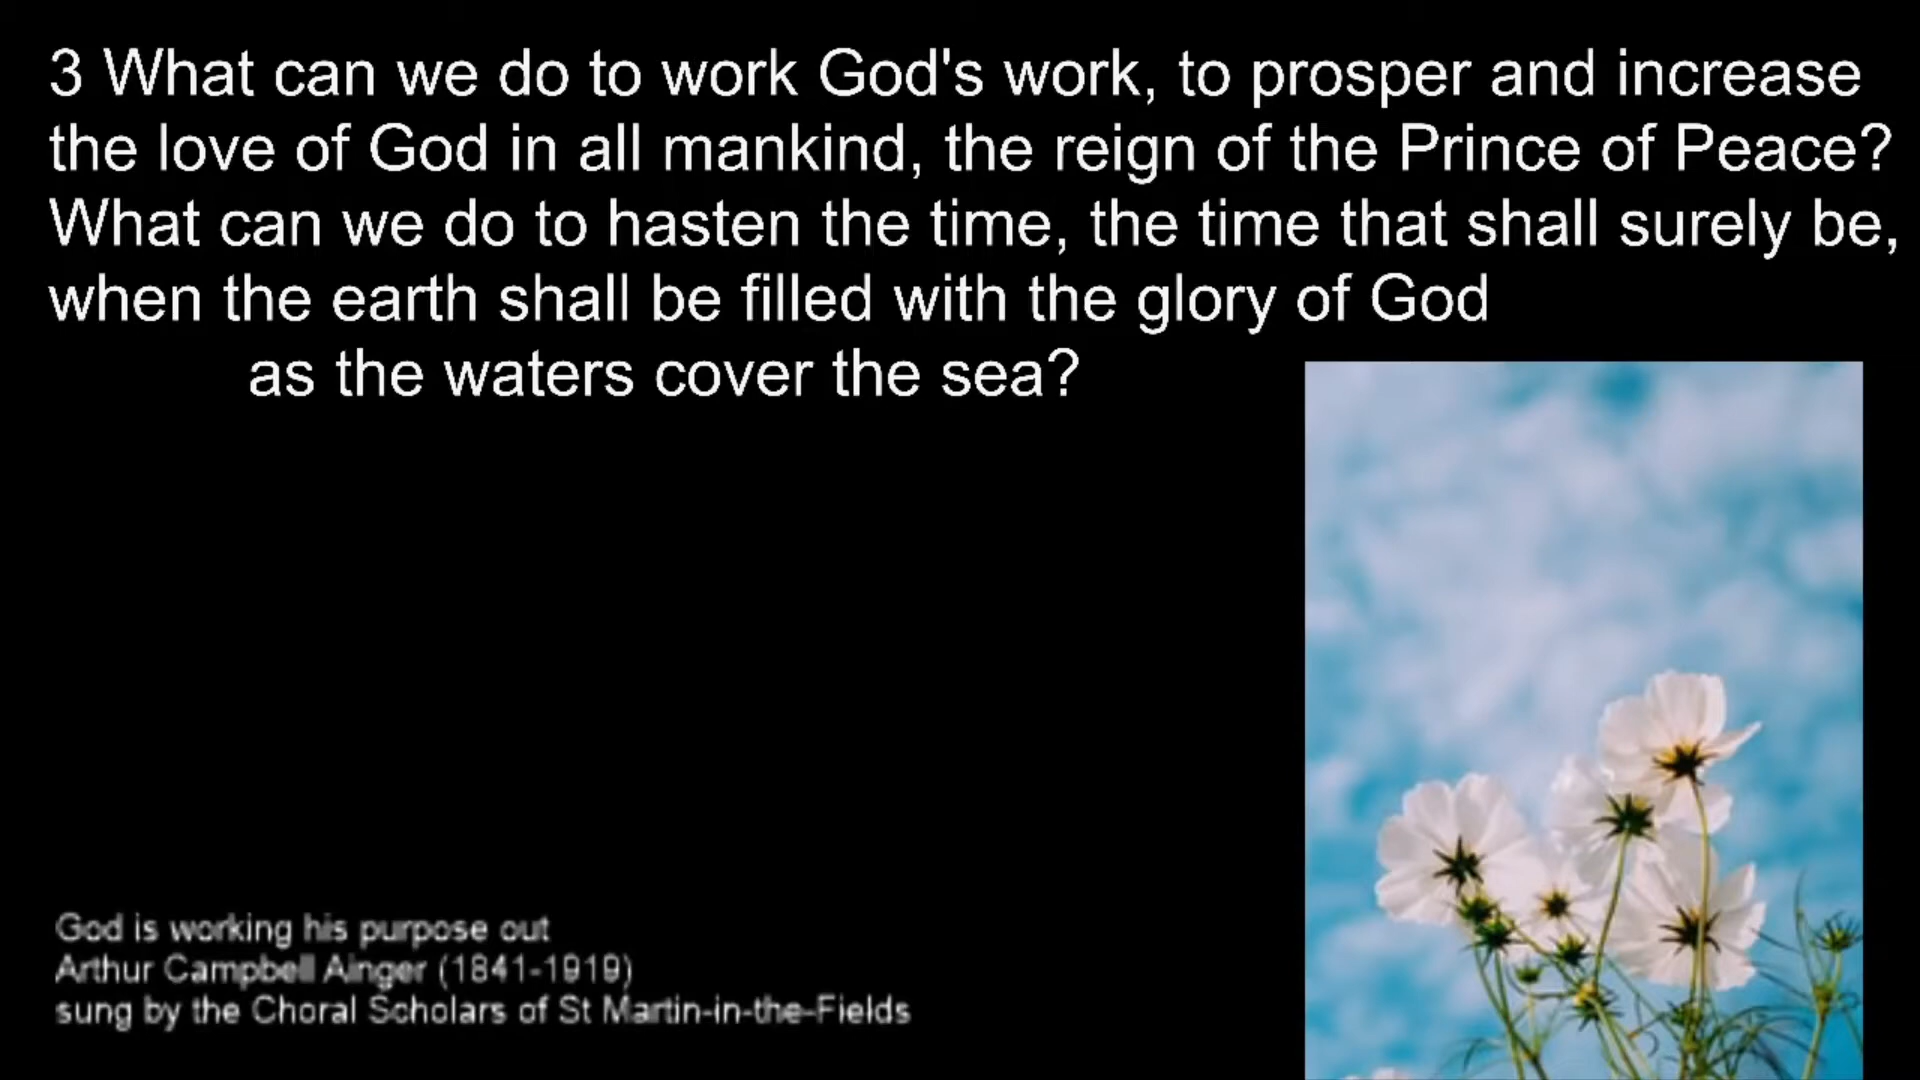 3 What can we do to work God's work, to prosper and increase
the love of God in all mankind, the reign of the Prince of Peace?
What can we do to hasten the time, the time that shall surely be,
when the earth shall be filled with the glory of God
as the waters cover the sea?
God is working his purpose out
Arthur Campbell Ainger (1841-1919)
sung by the Choral Scholars of St Martin-in-the-Fields